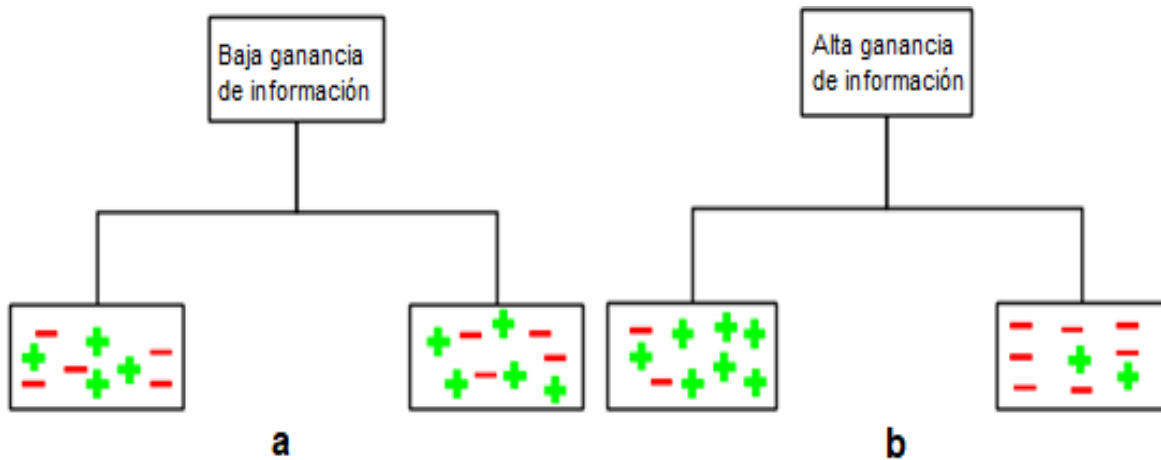 Baja ganancia
de información
Alta ganancia
de información
a
b